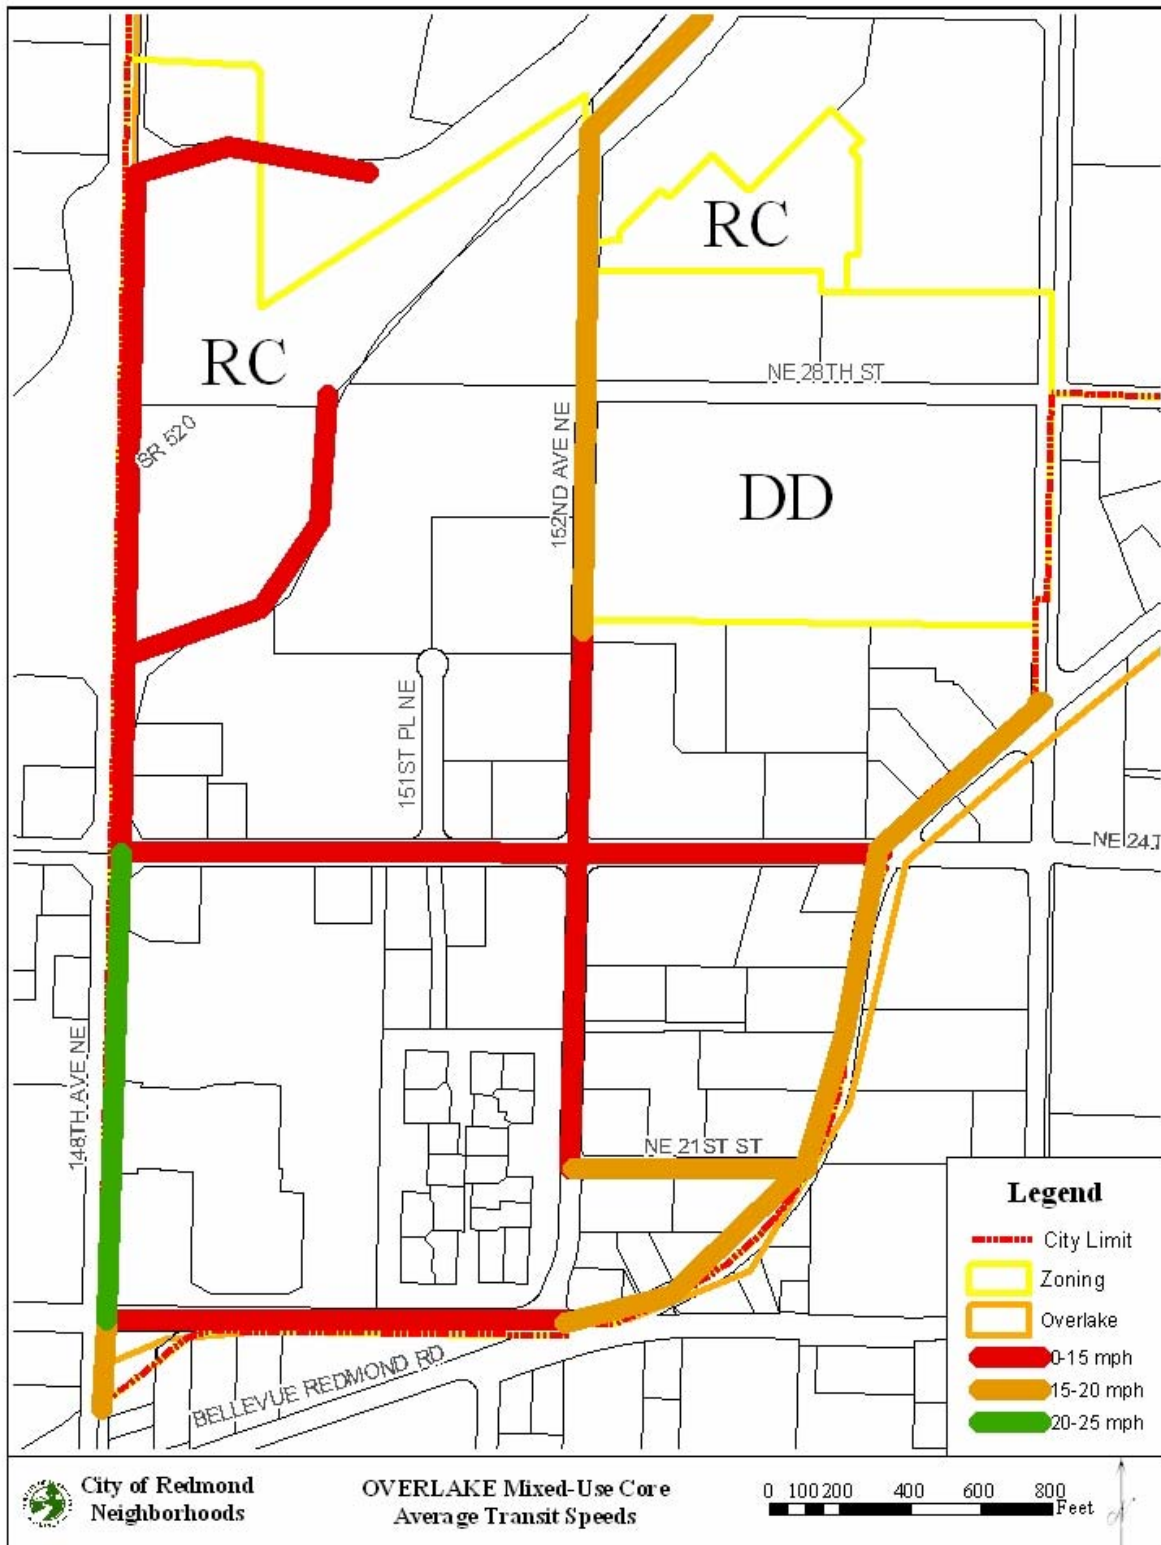 RC
RC
NE 28TH ST
SR 520
152ND AVE NE
DD
151ST PL NE
NE 24T
148TH AVE NE
NE 21ST ST
BELLEVUE REDMOND RD
Legend
City Limit
Zoning
Overlake
0-15 mph
15-20 mph
20-25 mph
City of Redmond
Neighborhoods
OVERLAKE Mixed-Use Core
Average Transit Speeds
0 100 200 400 600 800
Feet
N